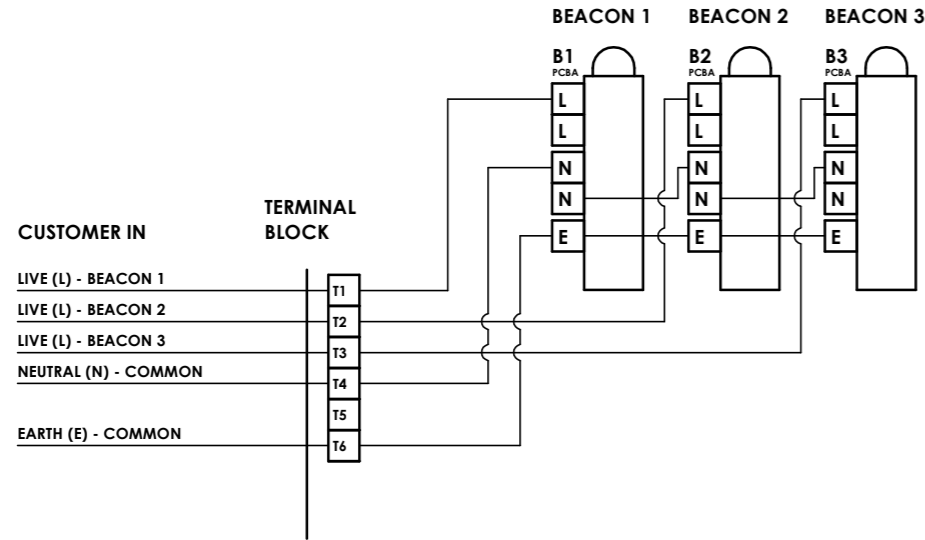 BEACON 1
BEACON 2
BEACON 3
B1
PCBA
L
L
N
N
E
B2
PCBA
L
L
N
N
E
B3
PCBA
L
L
N
N
E
TERMINAL
BLOCK
CUSTOMER IN
LIVE (L) - BEACON 1
LIVE (L) - BEACON 2
LIVE (L) - BEACON 3
NEUTRAL (N) - COMMON
EARTH (E) - COMMON
T1
T2
T3
T4
T5
T6